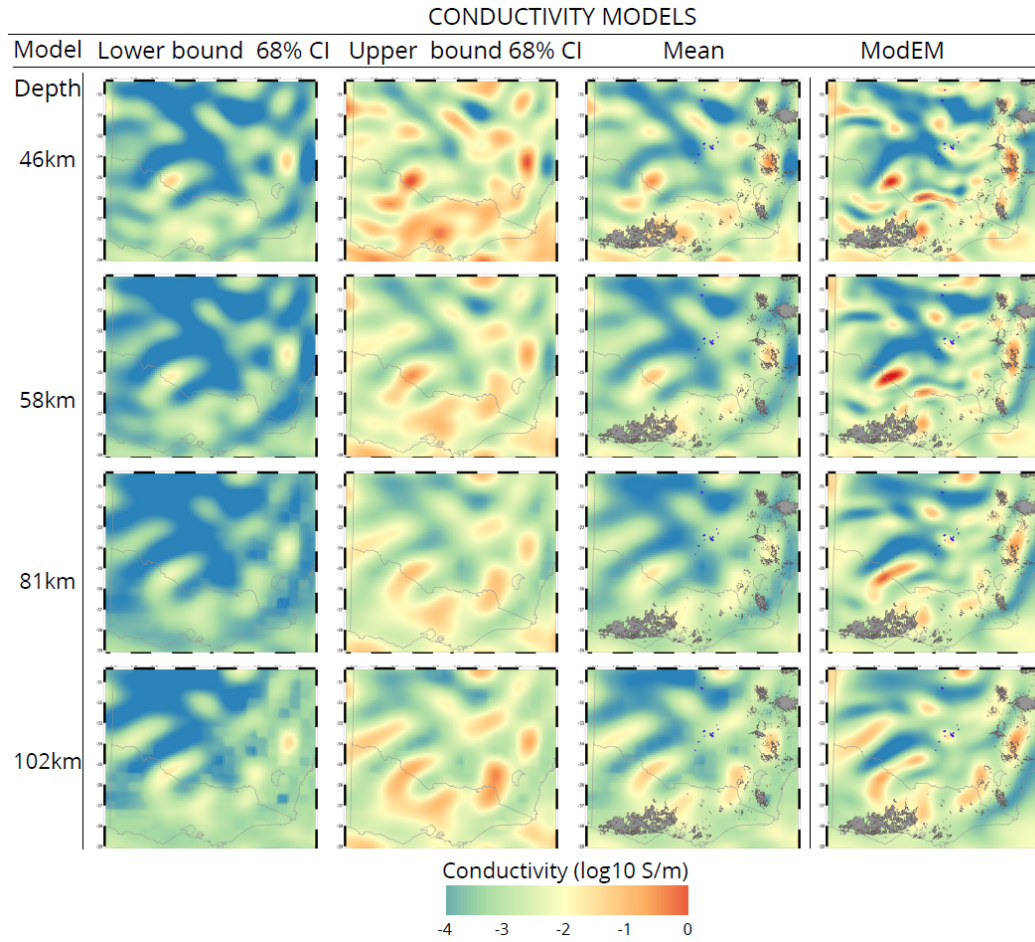 CONDUCTIVITY MODELS
Model Lower bound 68% CI Upper bound 68% CI Mean ModEM
Depth
46km
58km
81km
102km
Conductivity (log10 S/m)
-4 -3 -2 -1 0